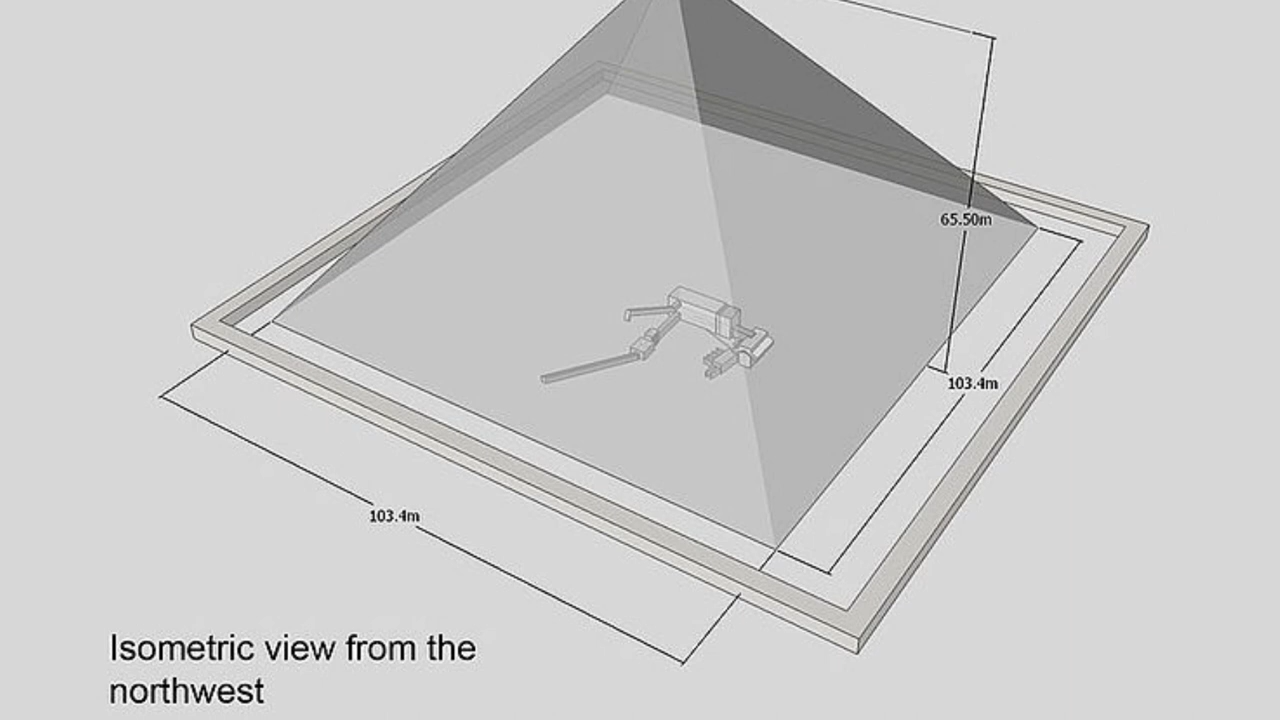 65.50m
103.4m
103.4m
Isometric view from the
northwest